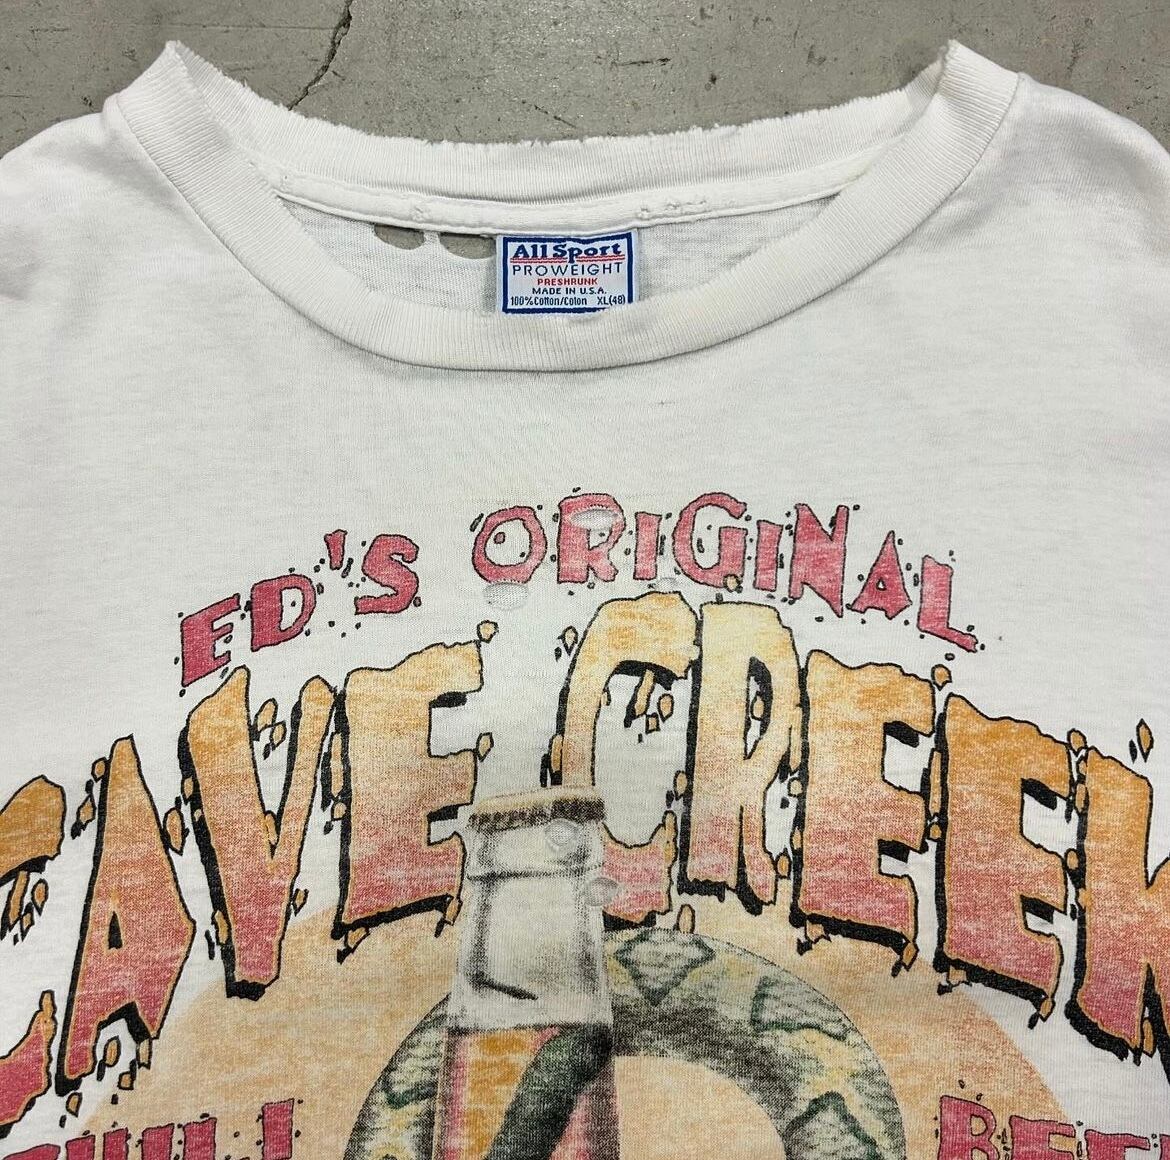 All Sport
PROWEIGHT
PRESHRUNK
MADE IN U.S.A.
100% Cotton/Coton XL(48)
ED'S ORIGINAL
CAVE CREEK